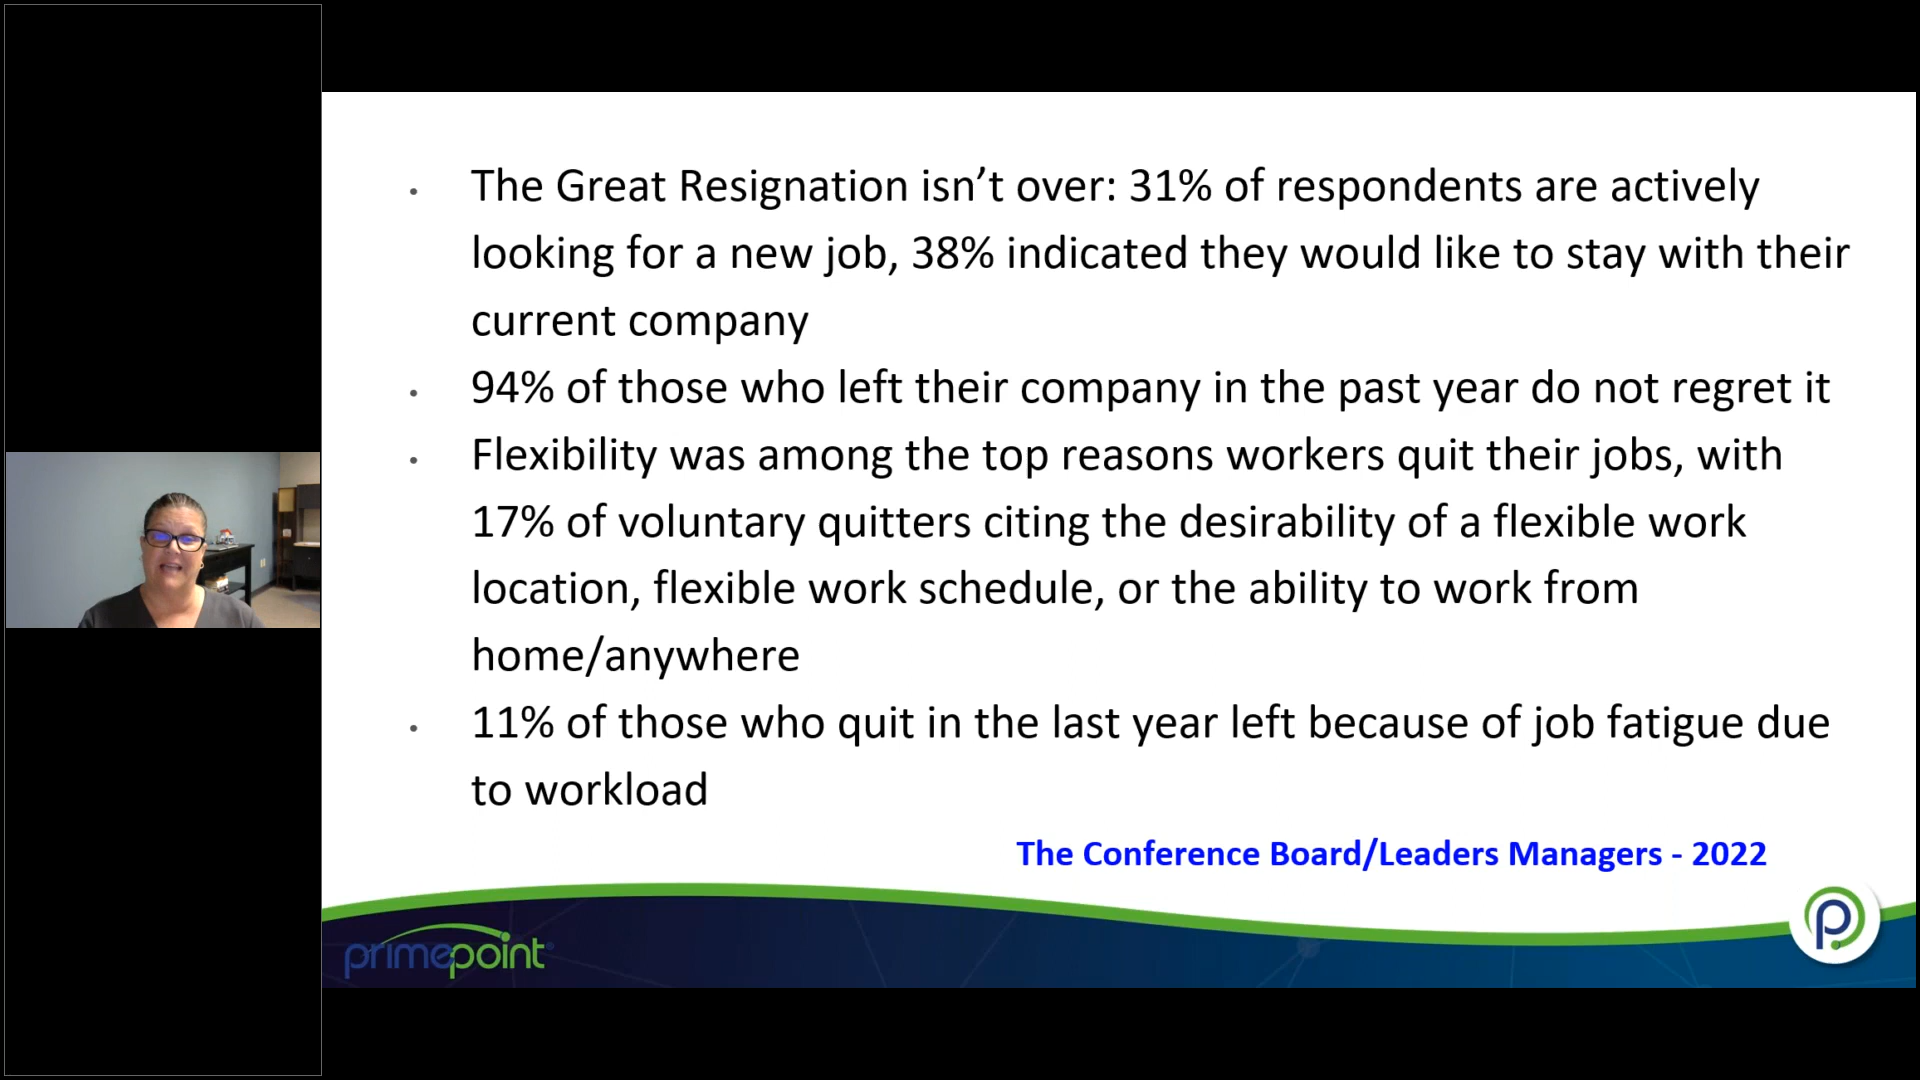 The Great Resignation isn’t over: 31% of respondents are actively
looking for a new job, 38% indicated they would like to stay with their
current company
94% of those who left their company in the past year do not regret it
Flexibility was among the top reasons workers quit their jobs, with
17% of voluntary quitters citing the desirability of a flexible work
location, flexible work schedule, or the ability to work from
home/anywhere
11% of those who quit in the last year left because of job fatigue due
to workload
The Conference Board/Leaders Managers - 2022
primepoint
p